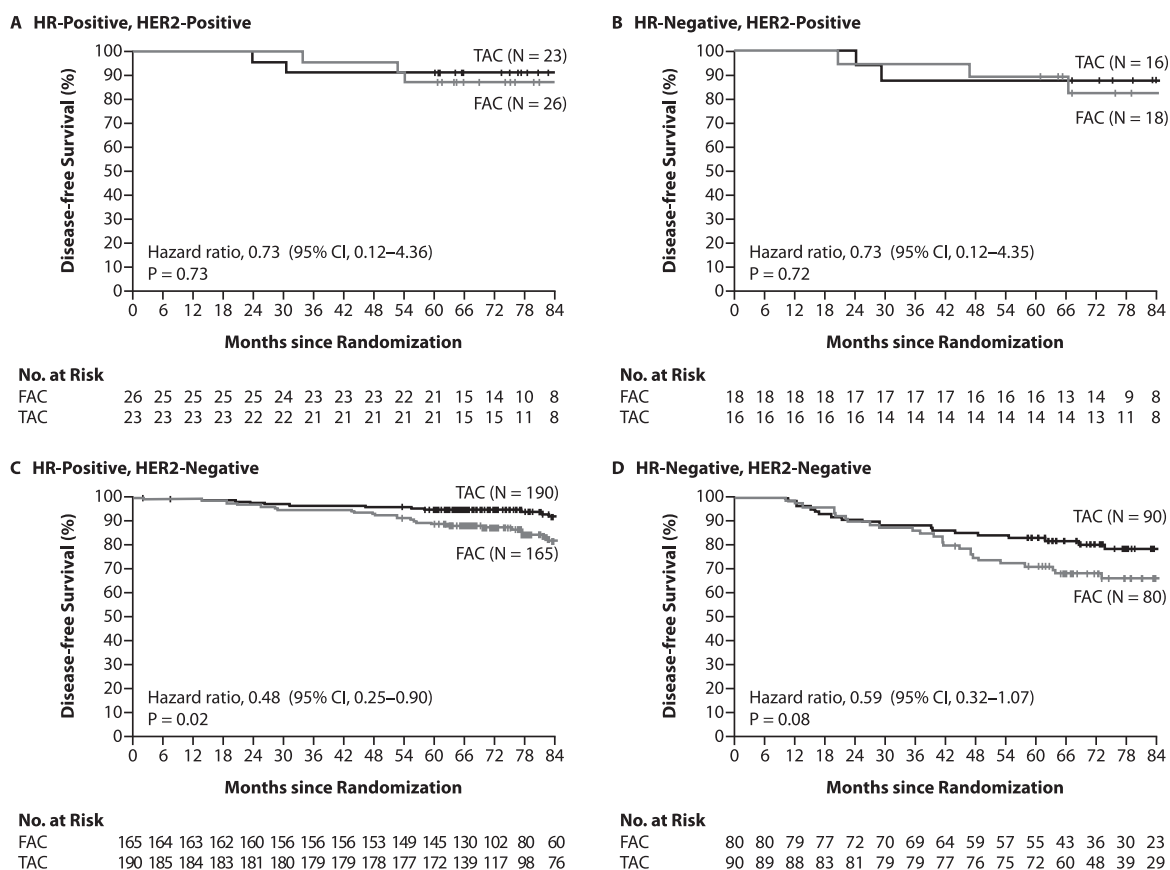 A HR-Positive, HER2-Positive
Disease-free Survival (%)
100
90
80
70
60
50
40
30
20
10
0
TAC (N = 23)
FAC (N = 26)
Hazard ratio, 0.73 (95% CI, 0.12–4.36)
P = 0.73
0 6 12 18 24 30 36 42 48 54 60 66 72 78 84
Months since Randomization
No. at Risk
FAC 26 25 25 25 25 24 23 23 23 22 21 15 14 10 8
TAC 23 23 23 23 22 22 21 21 21 21 21 15 15 11 8
B HR-Negative, HER2-Positive
Disease-free Survival (%)
100
90
80
70
60
50
40
30
20
10
0
TAC (N = 16)
FAC (N = 18)
Hazard ratio, 0.73 (95% CI, 0.12–4.35)
P = 0.72
0 6 12 18 24 30 36 42 48 54 60 66 72 78 84
Months since Randomization
No. at Risk
FAC 18 18 18 18 17 17 17 17 16 16 16 13 14 9 8
TAC 16 16 16 16 16 14 14 14 14 14 14 14 13 11 8
C HR-Positive, HER2-Negative
Disease-free Survival (%)
100
90
80
70
60
50
40
30
20
10
0
TAC (N = 190)
FAC (N = 165)
Hazard ratio, 0.48 (95% CI, 0.25–0.90)
P = 0.02
0 6 12 18 24 30 36 42 48 54 60 66 72 78 84
Months since Randomization
No. at Risk
FAC 165 164 163 162 160 156 156 156 153 149 145 130 102 80 60
TAC 190 185 184 183 181 180 179 179 178 177 172 139 117 98 76
D HR-Negative, HER2-Negative
Disease-free Survival (%)
100
90
80
70
60
50
40
30
20
10
0
TAC (N = 90)
FAC (N = 80)
Hazard ratio, 0.59 (95% CI, 0.32–1.07)
P = 0.08
0 6 12 18 24 30 36 42 48 54 60 66 72 78 84
Months since Randomization
No. at Risk
FAC 80 80 79 77 72 70 69 64 59 57 55 43 36 30 23
TAC 90 89 88 83 81 79 79 77 76 75 72 60 48 39 29